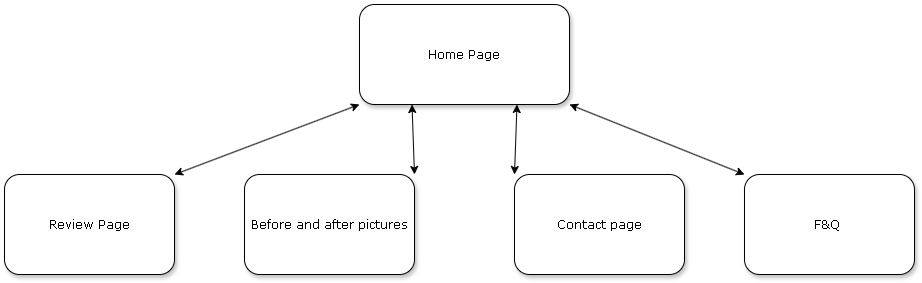 Home Page
Review Page
Before and after pictures
Contact page
F&Q